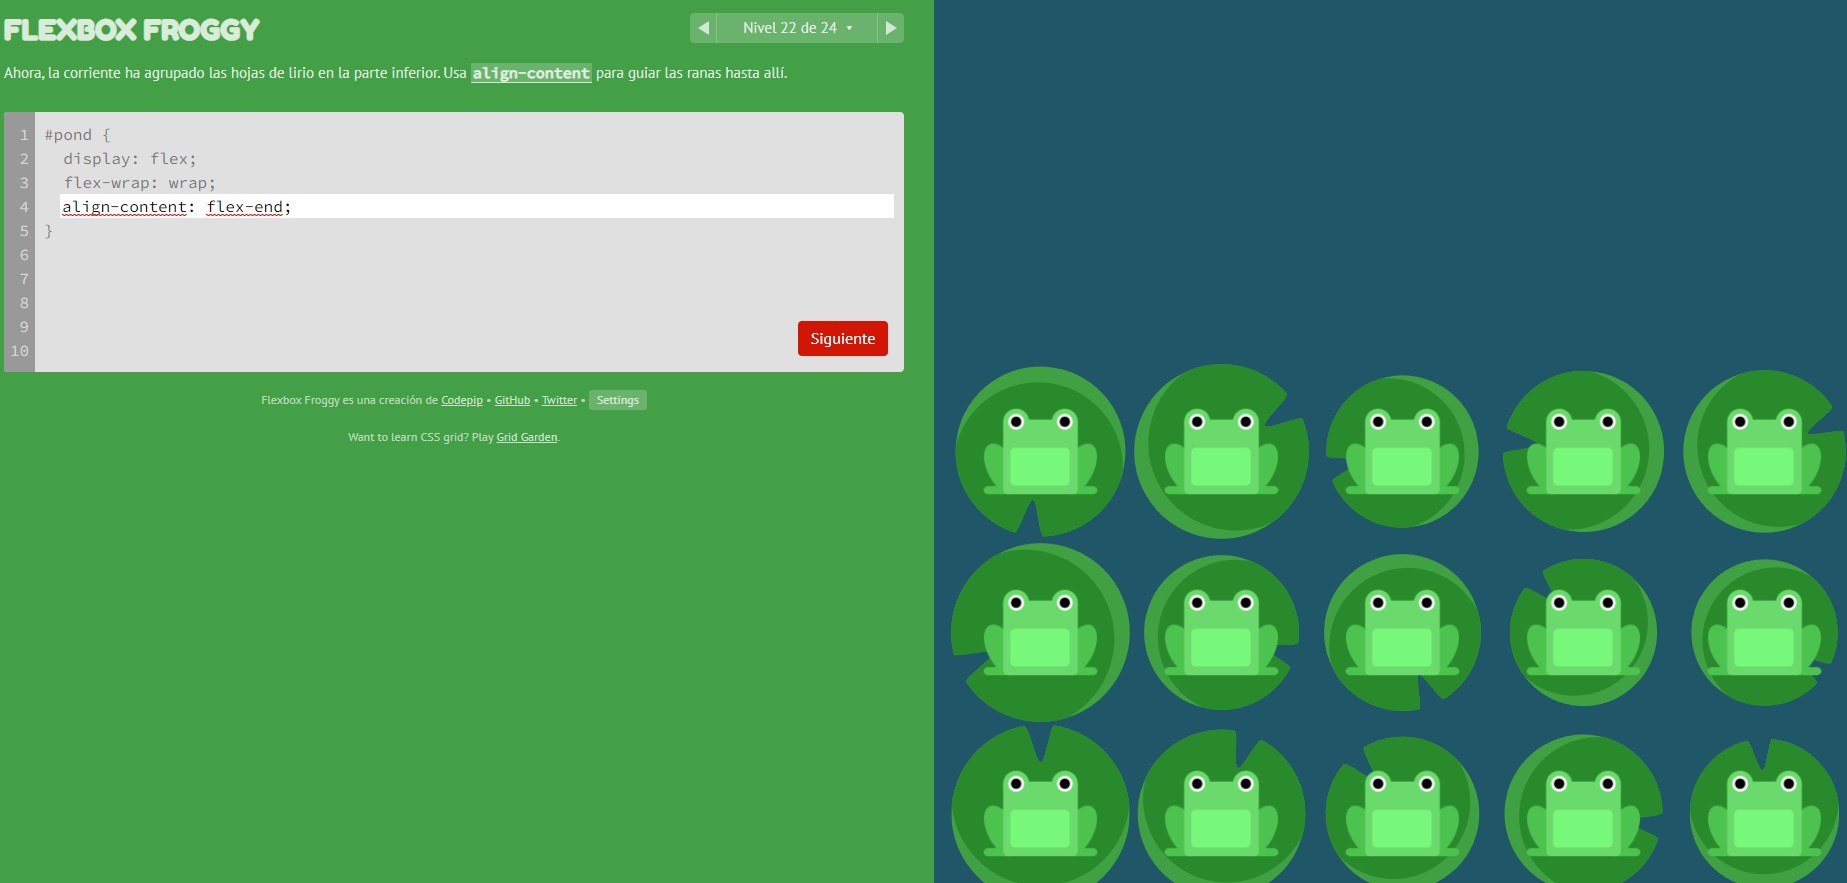 FLEXBOX FROGGY
Nivel 22 de 24
Ahora, la corriente ha agrupado las hojas de lirio en la parte inferior. Usa align-content para guiar las ranas hasta allí.
1 #pond {
2 display: flex;
3 flex-wrap: wrap;
4 align-content: flex-end;
5 }
6
7
8
9
10
Siguiente
Flexbox Froggy es una creación de Codepip • GitHub • Twitter • Settings
Want to learn CSS grid? Play Grid Garden.